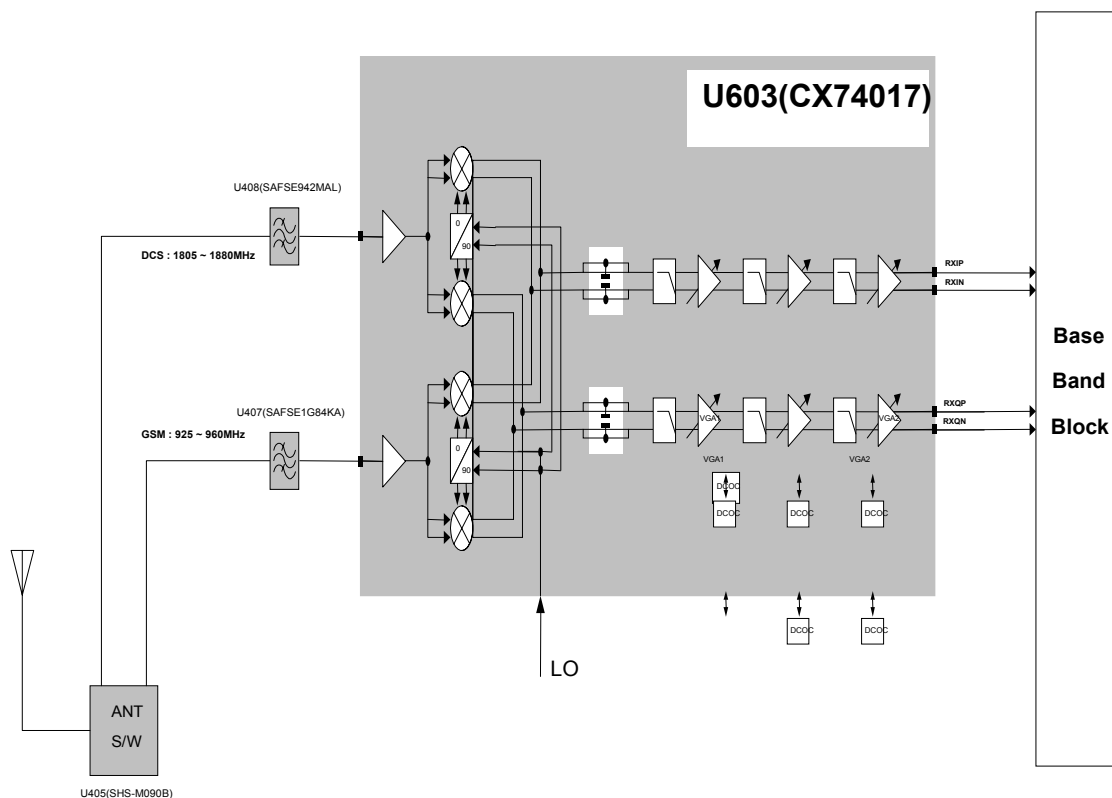 U603(CX74017)
U408(SAFSE942MAL)
0
90
DCS : 1805 ~ 1880MHz
RXIP
RXIN
Base
Band
Block
U407(SAFSE1G84KA)
GSM : 925 ~ 960MHz
0
90
VGA1
VGA2
RXQP
RXQN
VGA1
VGA2
DCOC
DCOC
DCOC
DCOC
DCOC
DCOC
LO
ANT
S/W
U405(SHS-M090B)